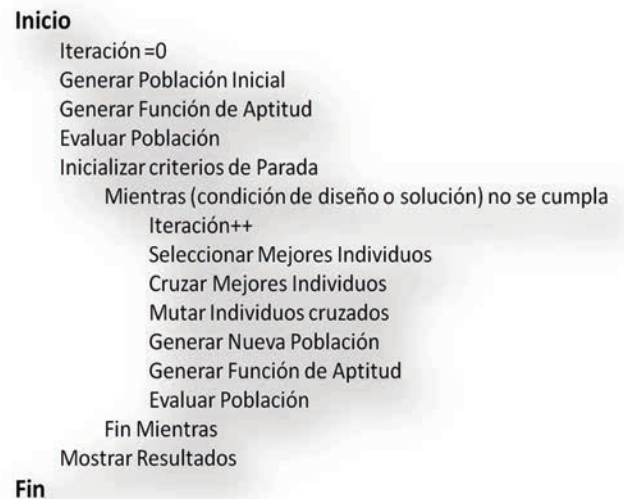 Inicio
Iteración=0
Generar Población Inicial
Generar Función de Aptitud
Evaluar Población
Inicializar criterios de Parada
Mientras (condición de diseño o solución) no se cumpla
Iteración++
Seleccionar Mejores Individuos
Cruzar Mejores Individuos
Mutar Individuos cruzados
Generar Nueva Población
Generar Función de Aptitud
Evaluar Población
Fin Mientras
Mostrar Resultados
Fin